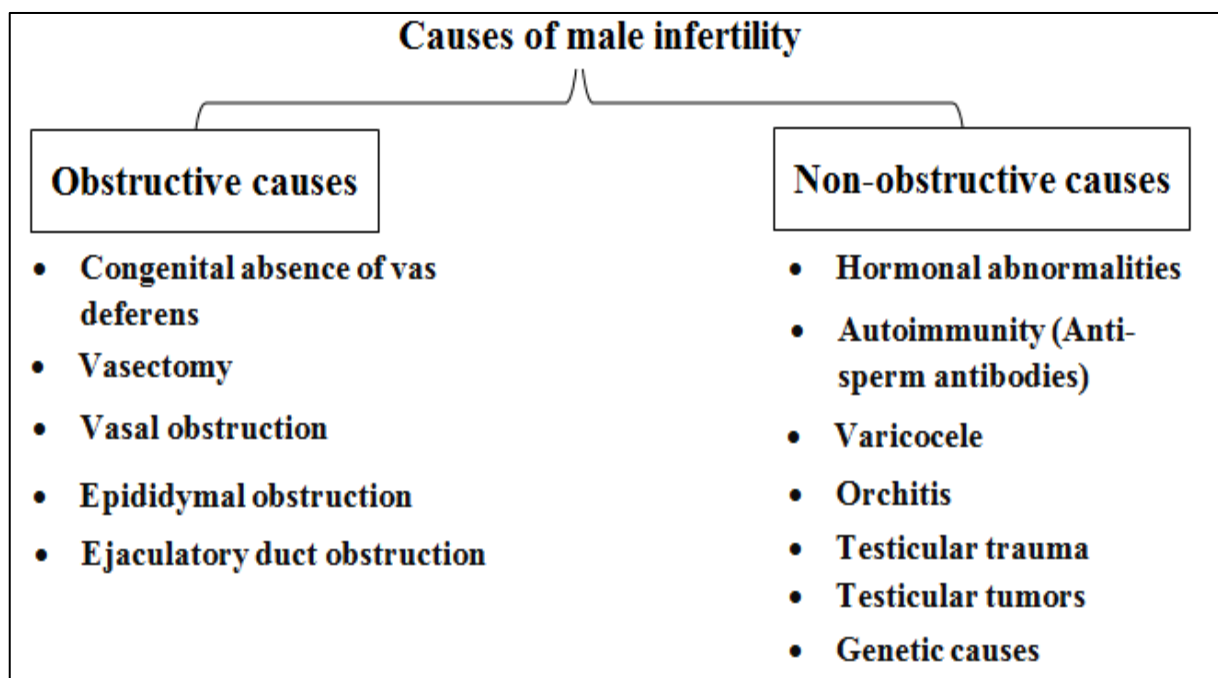 Causes of male infertility
Obstructive causes
• Congenital absence of vas
deferens
• Vasectomy
• Vasal obstruction
• Epididymal obstruction
• Ejaculatory duct obstruction
Non-obstructive causes
• Hormonal abnormalities
• Autoimmunity (Anti-
sperm antibodies)
• Varicocele
• Orchitis
• Testicular trauma
• Testicular tumors
• Genetic causes